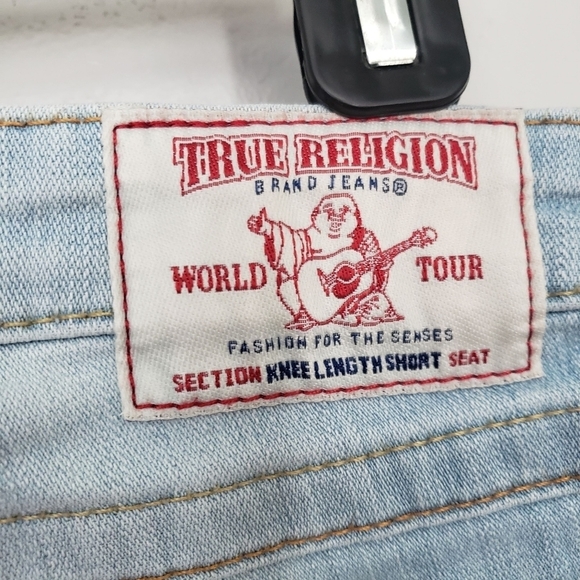 TRUE RELIGION
BRAND JEANS®
WORLD TOUR
FASHION FOR THE SENSES
SECTION KNEE LENGTH SHORT SEAT